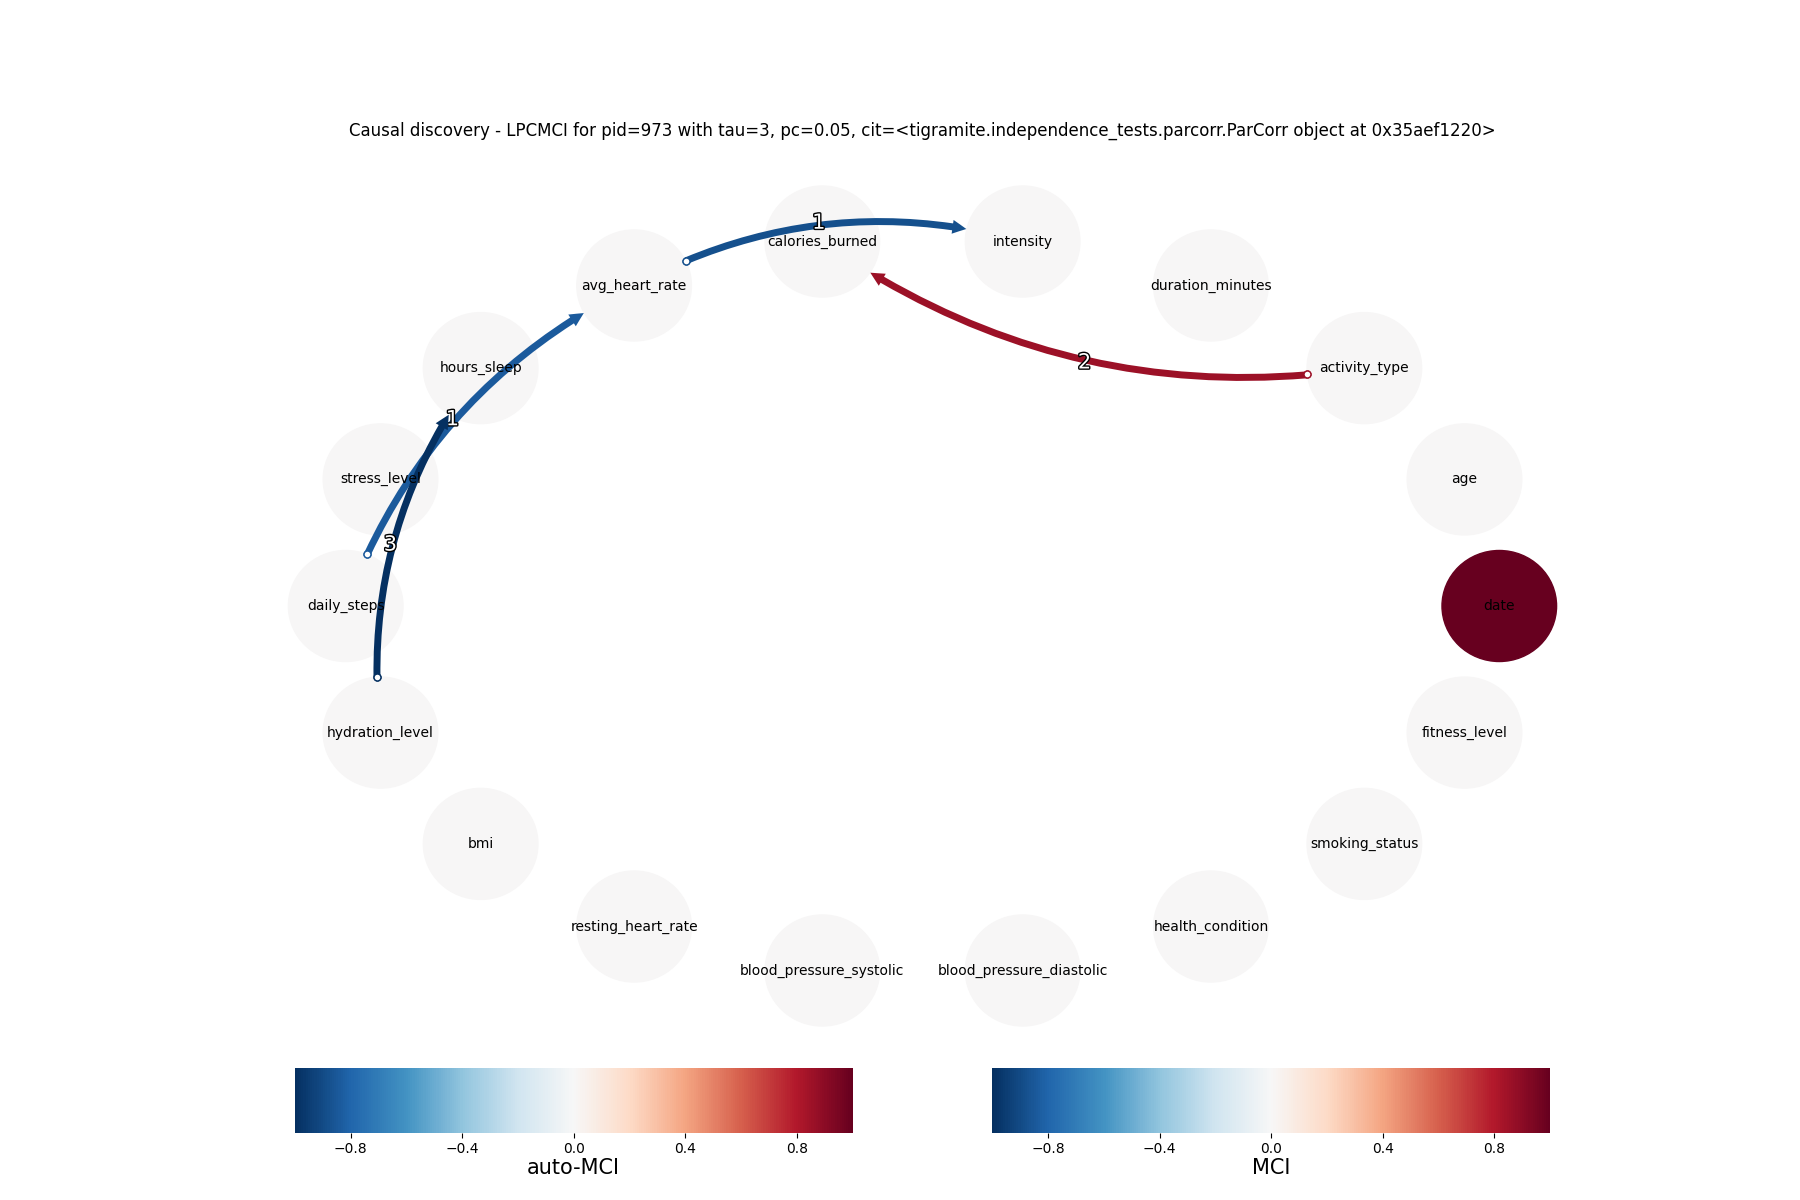 Causal discovery - LPCMCI for pid=973 with tau=3, pc=0.05, cit=<tigramite.independence_tests.parcorr.ParCorr object at 0x35aef1220>
1
calories_burned
intensity
avg_heart_rate
duration_minutes
2
hours_sleep
activity_type
1
stress_level
age
3
daily_steps
date
hydration_level
fitness_level
bmi
smoking_status
resting_heart_rate
health_condition
blood_pressure_systolic
blood_pressure_diastolic
−0.8 −0.4 0.0 0.4 0.8
auto-MCI
−0.8 −0.4 0.0 0.4 0.8
MCI